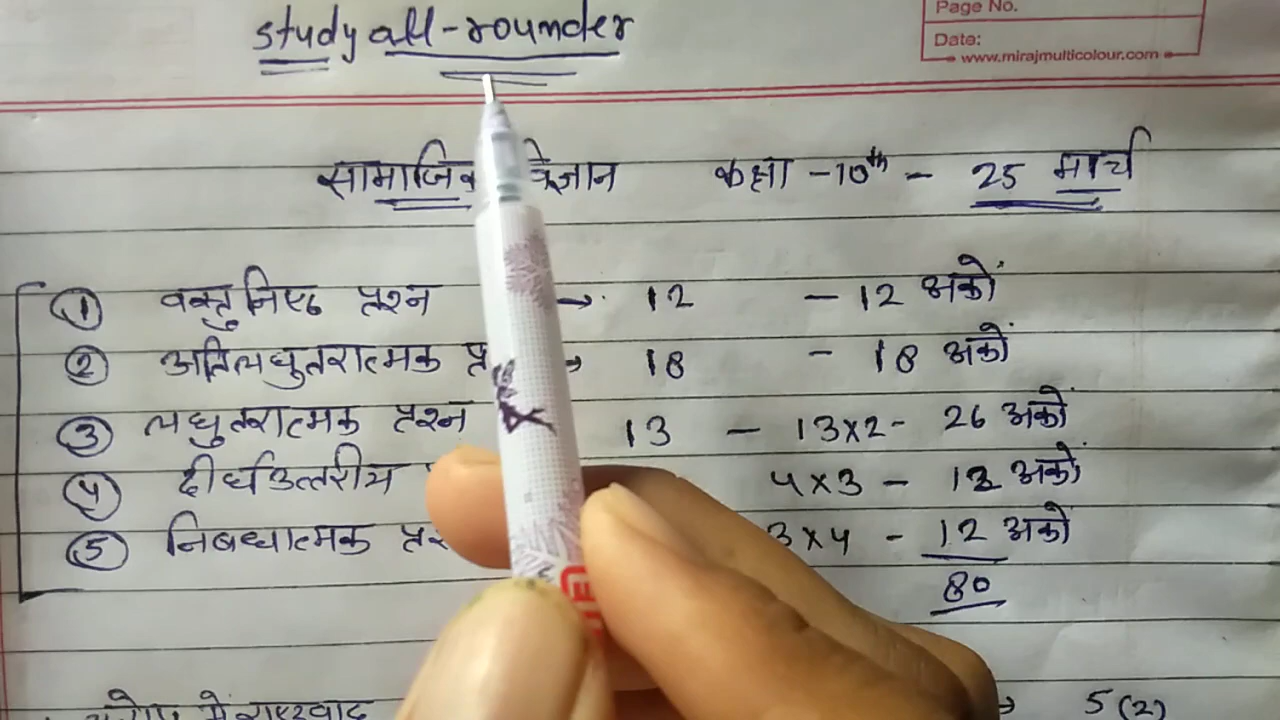 Page No.
Date:
www.mirajmulticolour.com
study all-rounder
सामाजिक विज्ञान कक्षा -10th - 25 मार्च
① वस्तुनिष्ठ प्रश्न → 12 - 12 अंकों
② अतिलघुतरात्मक → 18 - 18 अंकों
③ लघुतरात्मक प्रश्न 13 - 13x2- 26 अंकों
④ दीर्घउत्तरीय 4x3 - 12 अंकों
⑤ निबधात्मक 3x4 - 12 अंकों
80
में राष्ट्रवाद → 5(2)